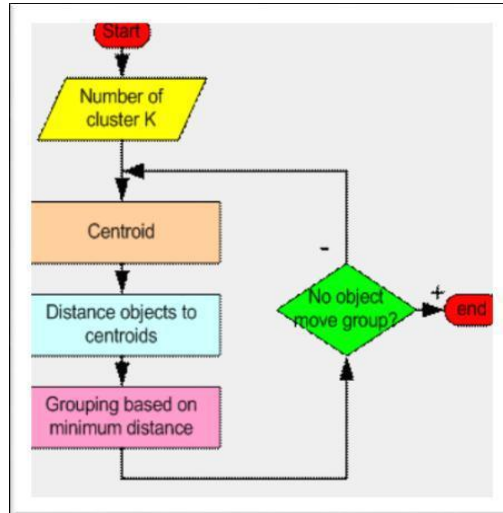 Start
Number of
cluster K
Centroid
Distance objects to
centroids
Grouping based on
minimum distance
-
No object
move group?
+
end